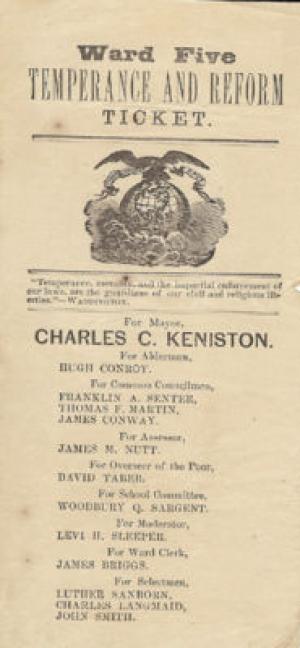 Ward Five
TEMPERANCE AND REFORM
TICKET.
"Temperance, economy, and the impartial enforcement of
our laws, are the guardians of our civil and religious lib-
erties."—WASHINGTON.
For Mayor,
CHARLES C. KENISTON.
For Alderman,
HUGH CONROY.
For Common Councilmen,
FRANKLIN A. SENTER,
THOMAS F. MARTIN,
JAMES CONWAY.
For Assessor,
JAMES M. NUTT.
For Overseer of the Poor,
DAVID TABER.
For School Committee,
WOODBURY Q. SARGENT.
For Moderator,
LEVI H. SLEEPER.
For Ward Clerk,
JAMES BRIGGS.
For Selectmen,
LUTHER SANBORN,
CHARLES LANGMAID,
JOHN SMITH.